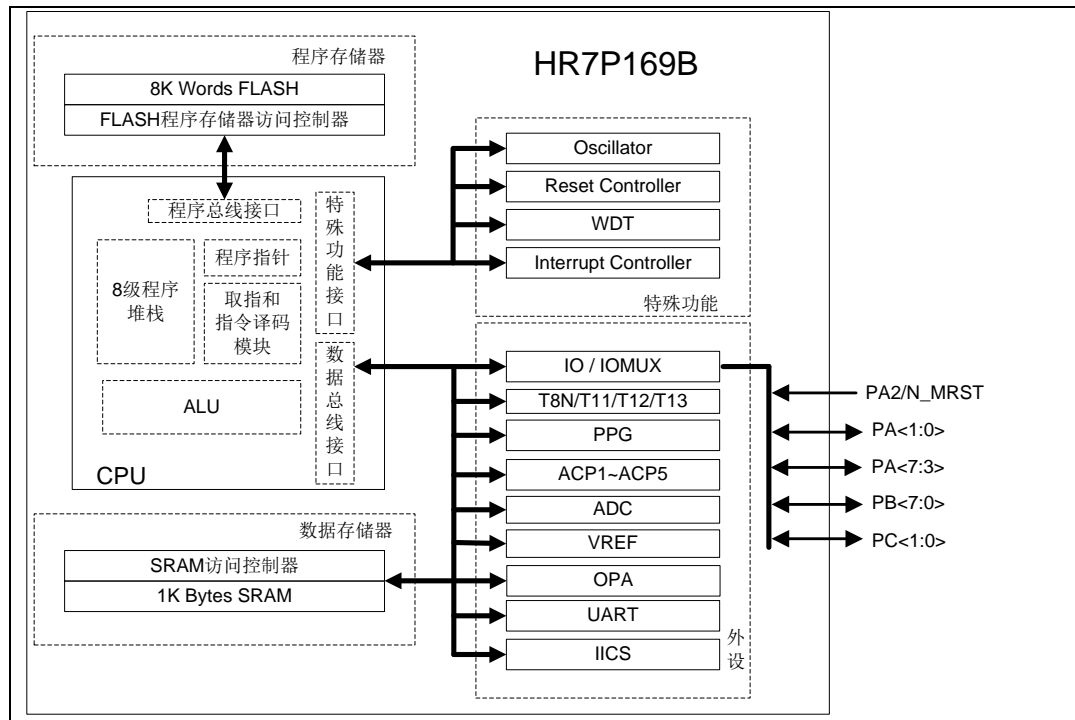 程序存储器
HR7P169B
8K Words FLASH
FLASH程序存储器访问控制器
程序总线接口
特殊功能接口
8级程序
堆栈
程序指针
取指和
指令译码
模块
ALU
数据总线接口
CPU
Oscillator
Reset Controller
WDT
Interrupt Controller
特殊功能
IO / IOMUX
T8N/T11/T12/T13
PPG
ACP1~ACP5
ADC
VREF
OPA
UART
IICS
外设
PA2/N_MRST
PA<1:0>
PA<7:3>
PB<7:0>
PC<1:0>
数据存储器
SRAM访问控制器
1K Bytes SRAM